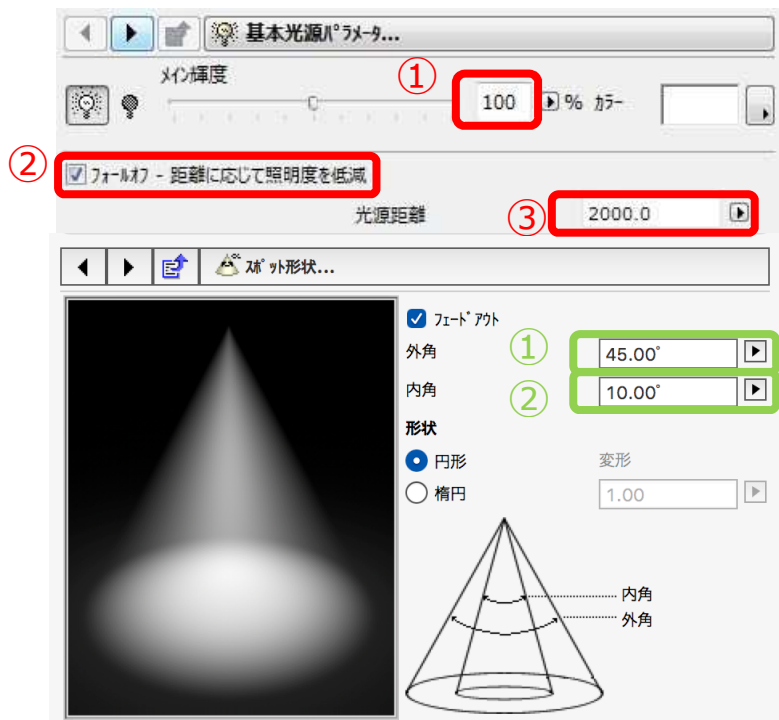 基本光源ﾊﾟﾗﾒｰﾀ...
ﾒｲﾝ輝度
①
100
% ｶﾗｰ
②
ﾌｫｰﾙｵﾌ - 距離に応じて照明度を低減
光源距離
③
2000.0
ｽﾎﾟｯﾄ形状...
ﾌｪｰﾄﾞｱｳﾄ
外角
①
45.00°
内角
②
10.00°
形状
円形
変形
楕円
1.00
内角
外角